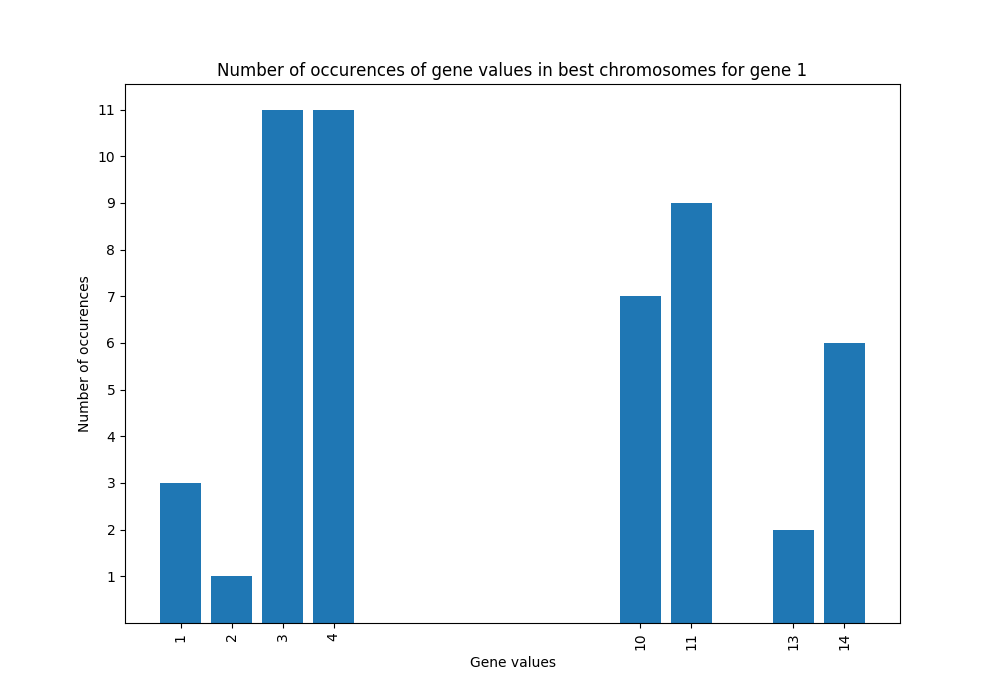 Number of occurences of gene values in best chromosomes for gene 1
11
10
9
8
7
6
5
4
3
2
1
Number of occurences
1 2 3 4 10 11 13 14
Gene values